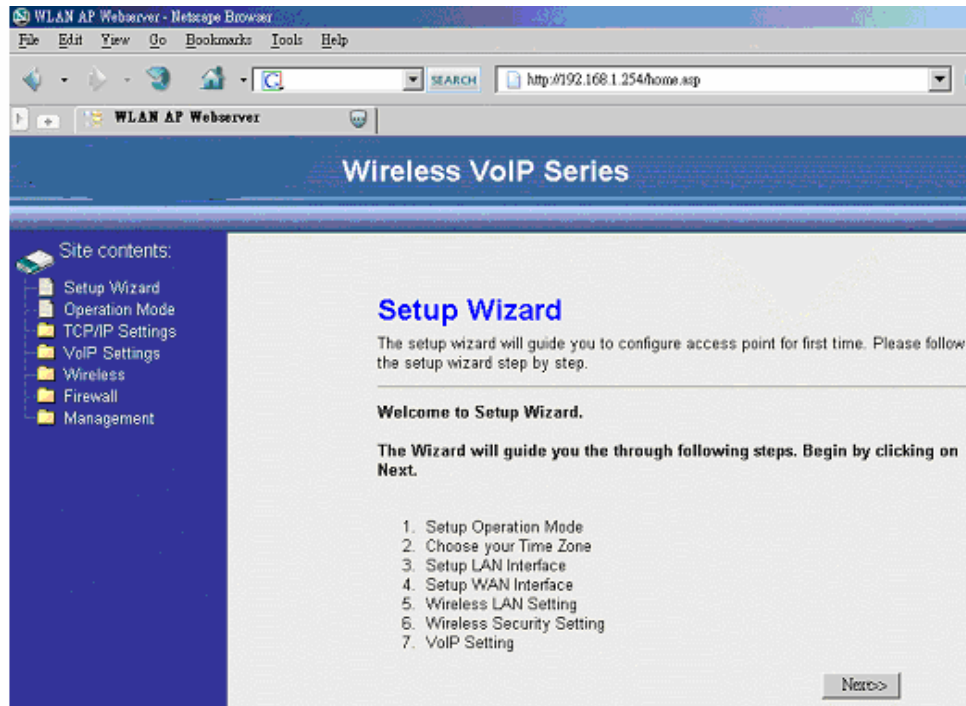 WLAN AP Webserver - Netscape Browser
File Edit View Go Bookmarks Tools Help
SEARCH http://192.168.1.254/home.asp
WLAN AP Webserver
Wireless VoIP Series
Site contents:
Setup Wizard
Operation Mode
TCP/IP Settings
VoIP Settings
Wireless
Firewall
Management
Setup Wizard
The setup wizard will guide you to configure access point for first time. Please follow
the setup wizard step by step.
Welcome to Setup Wizard.
The Wizard will guide you the through following steps. Begin by clicking on
Next.
1. Setup Operation Mode
2. Choose your Time Zone
3. Setup LAN Interface
4. Setup WAN Interface
5. Wireless LAN Setting
6. Wireless Security Setting
7. VoIP Setting
Next>>